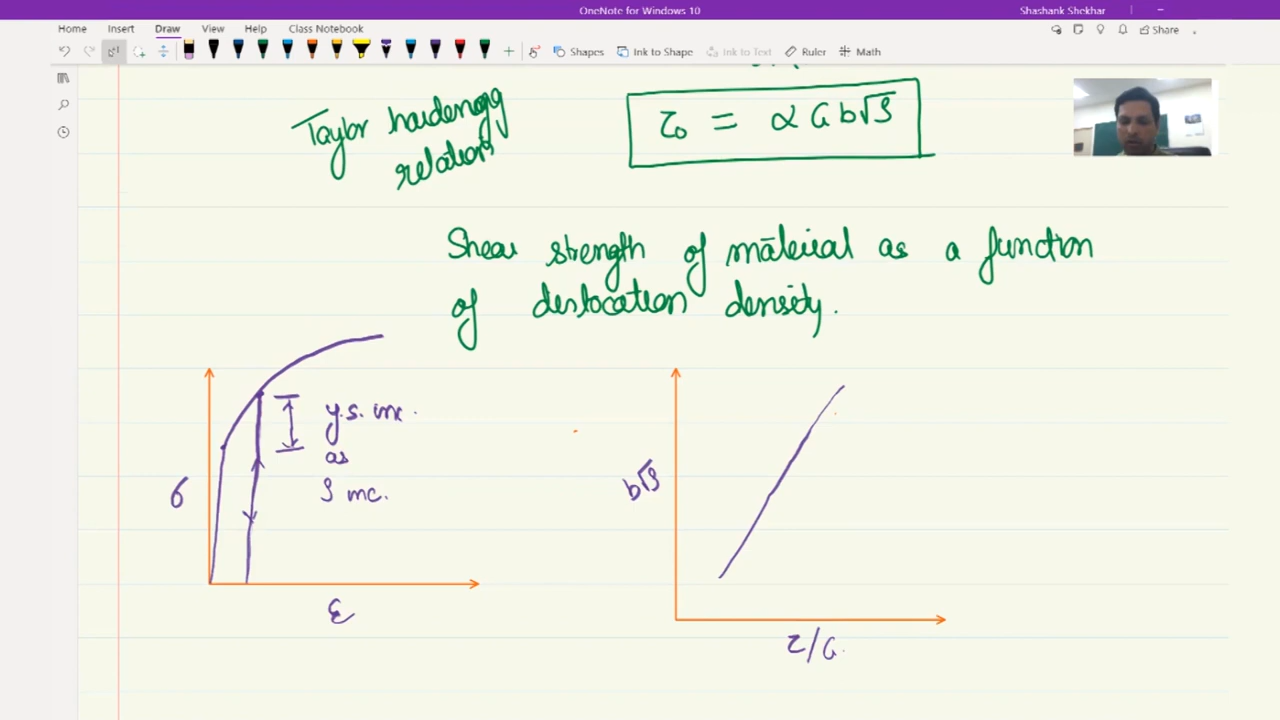 OneNote for Windows 10
Shashank Shekhar
Home Insert Draw View Help Class Notebook
Shapes Ink to Shape Ink to Text Ruler Math
Share
Taylor hardening
relation
τ₀ = α G b√ρ
Shear strength of material as a function
of dislocation density.
y.s. inc.
as
ρ inc.
σ
ε
b√ρ
τ/G